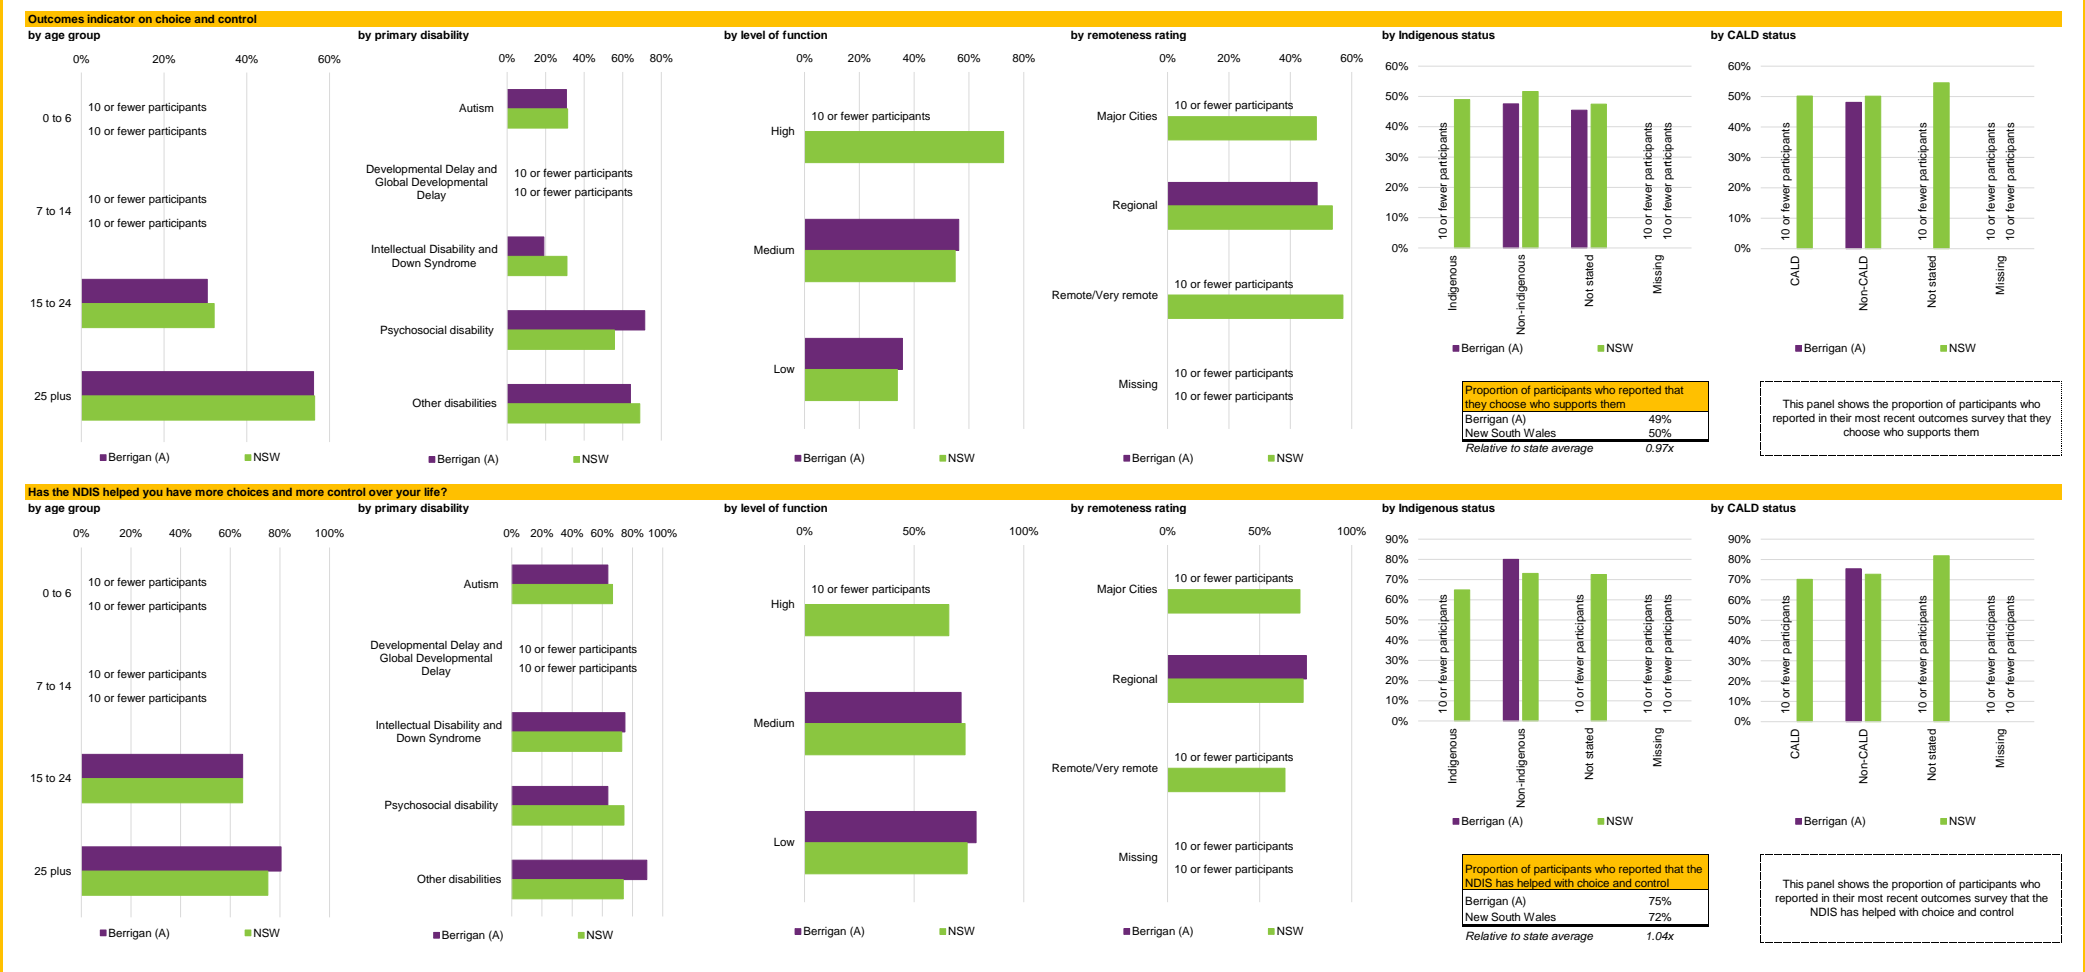 Outcomes indicator on choice and control
by age group
0% 20% 40% 60%
0 to 6
10 or fewer participants
10 or fewer participants
7 to 14
10 or fewer participants
10 or fewer participants
15 to 24
25 plus
Berrigan (A) NSW
by primary disability
0% 20% 40% 60% 80%
Autism
Developmental Delay and
Global Developmental
Delay
10 or fewer participants
10 or fewer participants
Intellectual Disability and
Down Syndrome
Psychosocial disability
Other disabilities
Berrigan (A) NSW
by level of function
0% 20% 40% 60% 80%
High
10 or fewer participants
Medium
Low
Berrigan (A) NSW
by remoteness rating
0% 20% 40% 60%
Major Cities
10 or fewer participants
Regional
Remote/Very remote
10 or fewer participants
Missing
10 or fewer participants
10 or fewer participants
Berrigan (A) NSW
by Indigenous status
60%
50%
40%
30%
20%
10%
0%
10 or fewer participants
10 or fewer participants
10 or fewer participants
Indigenous
Non-indigenous
Not stated
Missing
Berrigan (A) NSW
by CALD status
60%
50%
40%
30%
20%
10%
0%
10 or fewer participants
10 or fewer participants
10 or fewer participants
10 or fewer participants
CALD
Non-CALD
Not stated
Missing
Berrigan (A) NSW
Proportion of participants who reported that
they choose who supports them
Berrigan (A) 49%
New South Wales 50%
Relative to state average 0.97x
This panel shows the proportion of participants who
reported in their most recent outcomes survey that they
choose who supports them
Has the NDIS helped you have more choices and more control over your life?
by age group
0% 20% 40% 60% 80% 100%
0 to 6
10 or fewer participants
10 or fewer participants
7 to 14
10 or fewer participants
10 or fewer participants
15 to 24
25 plus
Berrigan (A) NSW
by primary disability
0% 20% 40% 60% 80% 100%
Autism
Developmental Delay and
Global Developmental
Delay
10 or fewer participants
10 or fewer participants
Intellectual Disability and
Down Syndrome
Psychosocial disability
Other disabilities
Berrigan (A) NSW
by level of function
0% 50% 100%
High
10 or fewer participants
Medium
Low
Berrigan (A) NSW
by remoteness rating
0% 50% 100%
Major Cities
10 or fewer participants
Regional
Remote/Very remote
10 or fewer participants
Missing
10 or fewer participants
10 or fewer participants
Berrigan (A) NSW
by Indigenous status
90%
80%
70%
60%
50%
40%
30%
20%
10%
0%
10 or fewer participants
10 or fewer participants
10 or fewer participants
10 or fewer participants
Indigenous
Non-indigenous
Not stated
Missing
Berrigan (A) NSW
by CALD status
90%
80%
70%
60%
50%
40%
30%
20%
10%
0%
10 or fewer participants
10 or fewer participants
10 or fewer participants
10 or fewer participants
CALD
Non-CALD
Not stated
Missing
Berrigan (A) NSW
Proportion of participants who reported that the
NDIS has helped with choice and control
Berrigan (A) 75%
New South Wales 72%
Relative to state average 1.04x
This panel shows the proportion of participants who
reported in their most recent outcomes survey that the
NDIS has helped with choice and control